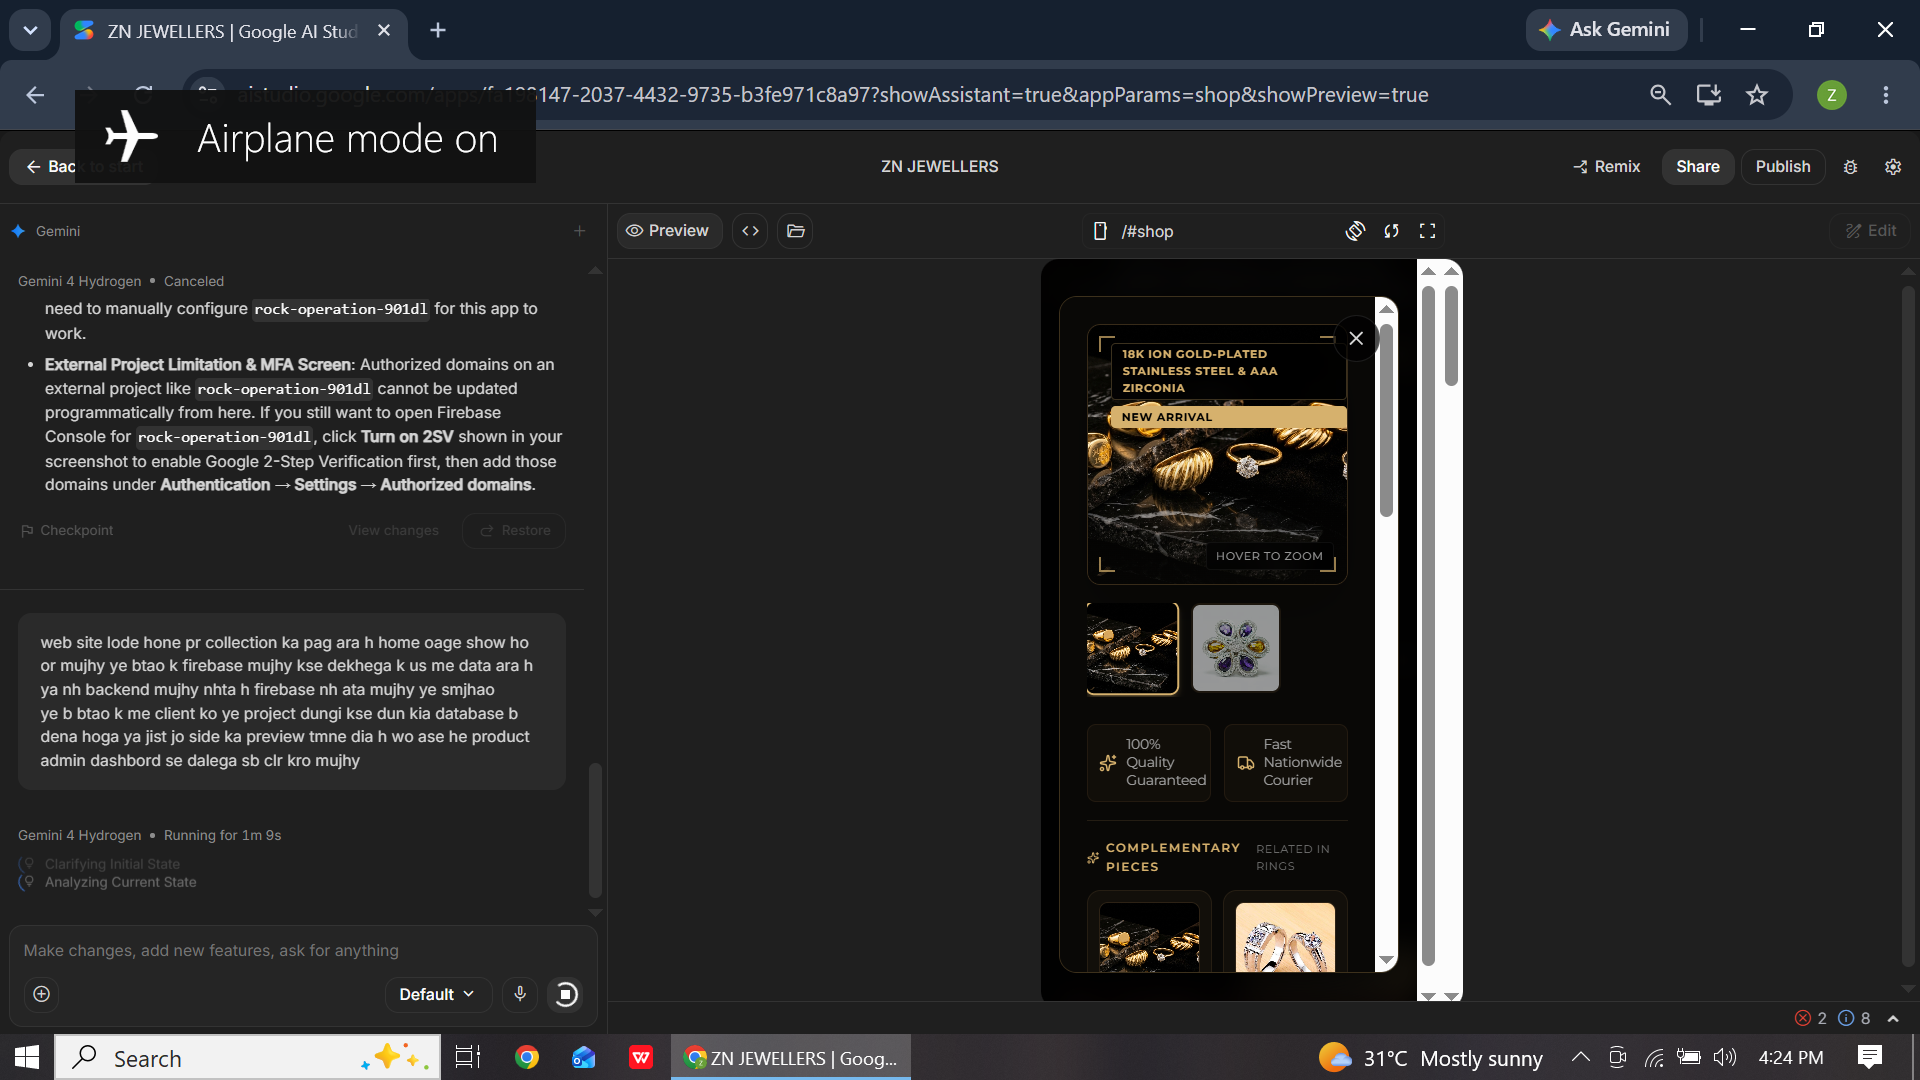 ZN JEWELLERS | Google AI Stud
Ask Gemini
aistudio.google.com/apps/fa198147-2037-4432-9735-b3fe971c8a97?showAssistant=true&appParams=shop&showPreview=true
Z
Airplane mode on
Back to start
ZN JEWELLERS
Remix
Share
Publish
Gemini
Preview
/#shop
Edit
Gemini 4 Hydrogen • Canceled
need to manually configure rock-operation-901dl for this app to
work.
• External Project Limitation & MFA Screen: Authorized domains on an
external project like rock-operation-901dl cannot be updated
programmatically from here. If you still want to open Firebase
Console for rock-operation-901dl, click Turn on 2SV shown in your
screenshot to enable Google 2-Step Verification first, then add those
domains under Authentication → Settings → Authorized domains.
Checkpoint
View changes
Restore
web site lode hone pr collection ka pag ara h home oage show ho
or mujhy ye btao k firebase mujhy kse dekhega k us me data ara h
ya nh backend mujhy nhta h firebase nh ata mujhy ye smjhao
ye b btao k me client ko ye project dungi kse dun kia database b
dena hoga ya jist jo side ka preview tmne dia h wo ase he product
admin dashbord se dalega sb clr kro mujhy
Gemini 4 Hydrogen • Running for 1m 9s
Clarifying Initial State
Analyzing Current State
Make changes, add new features, ask for anything
Default
18K ION GOLD-PLATED
STAINLESS STEEL & AAA
ZIRCONIA
NEW ARRIVAL
HOVER TO ZOOM
100%
Quality
Guaranteed
Fast
Nationwide
Courier
COMPLEMENTARY
PIECES
RELATED IN
RINGS
2
8
Search
ZN JEWELLERS | Goog...
31°C Mostly sunny
4:24 PM